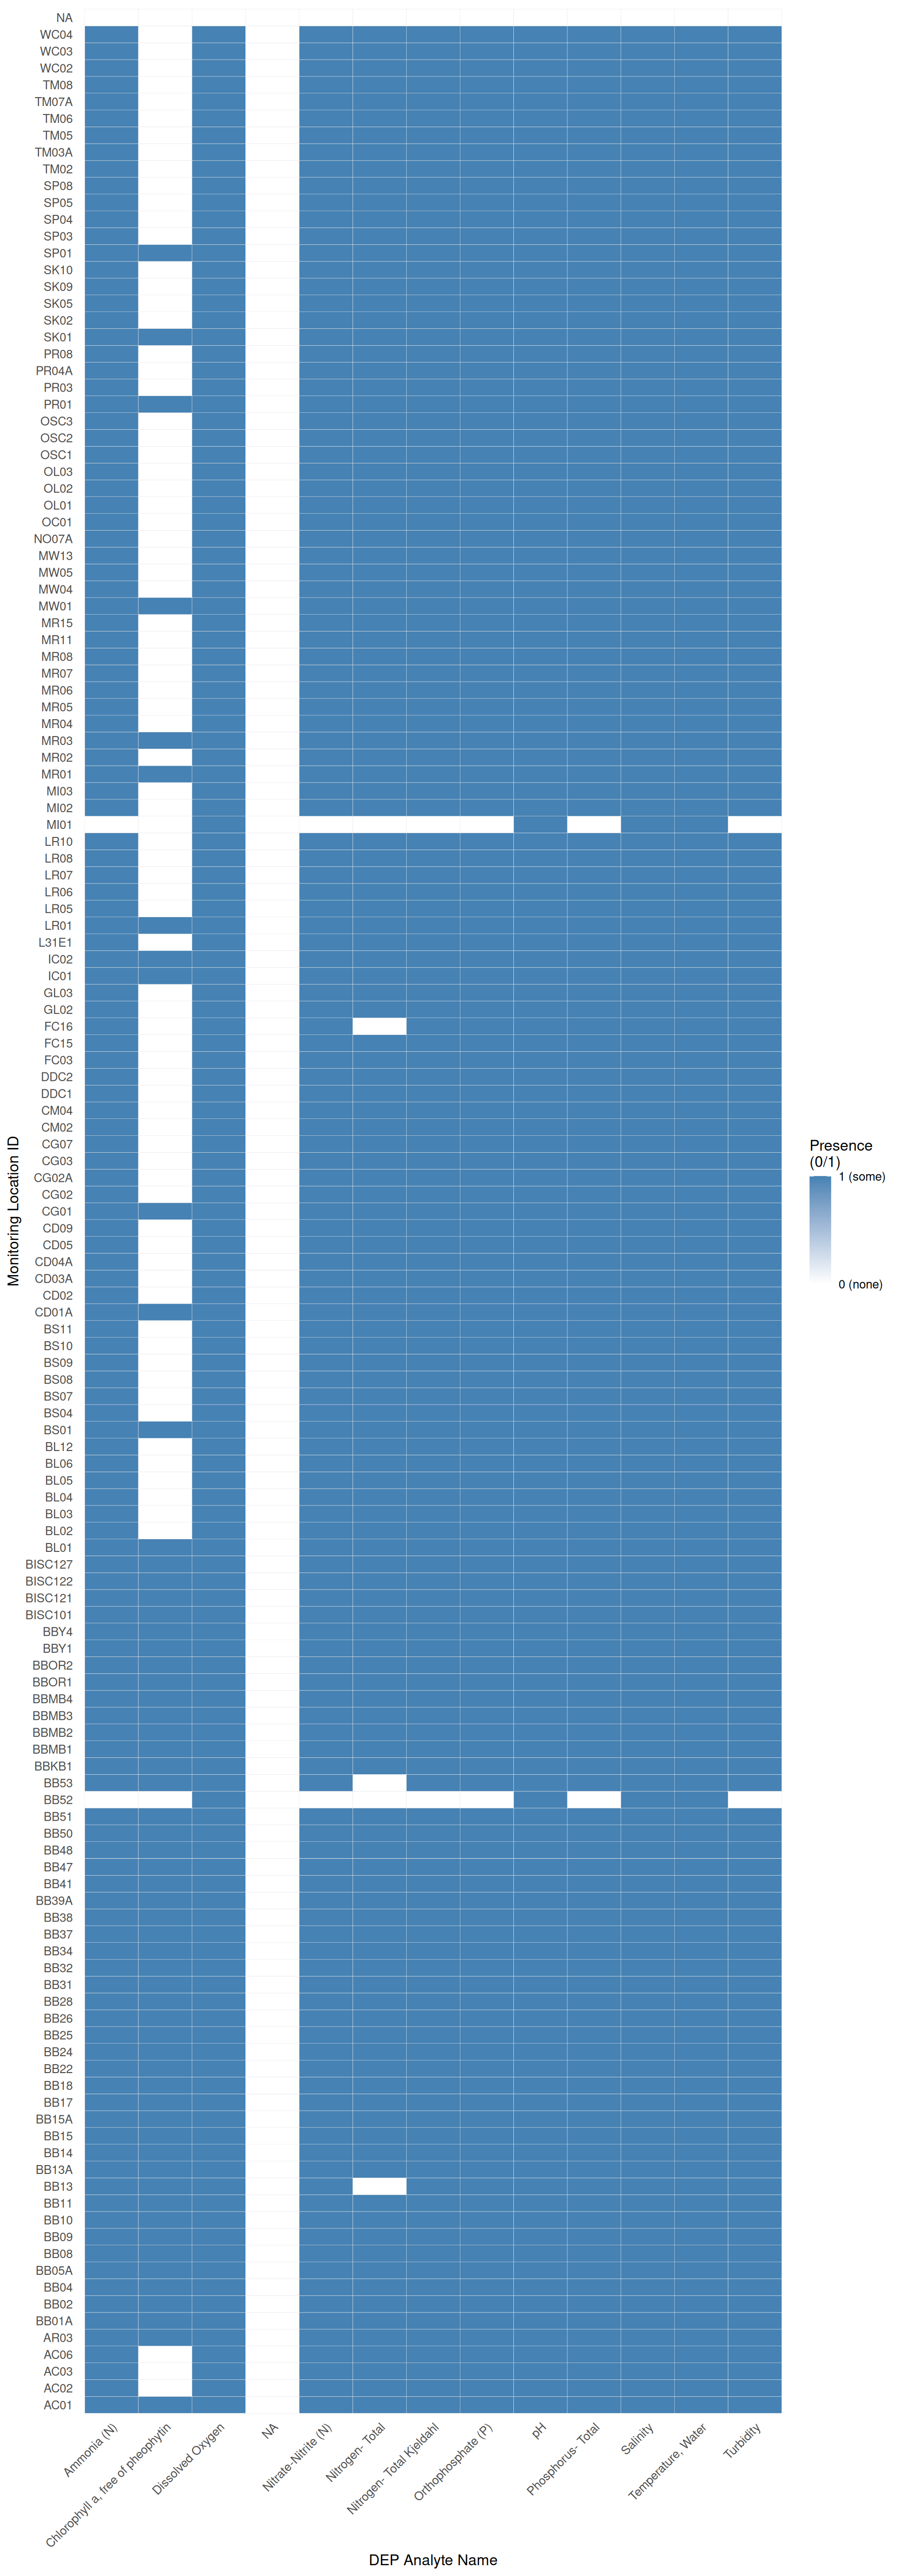 NA
WC04
WC03
WC02
TM08
TM07A
TM06
TM05
TM03A
TM02
SP08
SP05
SP04
SP03
SP01
SK10
SK09
SK05
SK02
SK01
PR08
PR04A
PR03
PR01
OSC3
OSC2
OSC1
OL03
OL02
OL01
OC01
NO07A
MW13
MW05
MW04
MW01
MR15
MR11
MR08
MR07
MR06
MR05
MR04
MR03
MR02
MR01
MI03
MI02
MI01
LR10
LR08
LR07
LR06
LR05
LR01
L31E1
IC02
IC01
GL03
GL02
FC16
FC15
FC03
DDC2
DDC1
CM04
CM02
CG07
CG03
CG02A
CG02
CG01
CD09
CD05
CD04A
CD03A
CD02
CD01A
BS11
BS10
BS09
BS08
BS07
BS04
BS01
BL12
BL06
BL05
BL04
BL03
BL02
BL01
BISC127
BISC122
BISC121
BISC101
BBY4
BBY1
BBOR2
BBOR1
BBMB4
BBMB3
BBMB2
BBMB1
BBKB1
BB53
BB52
BB51
BB50
BB48
BB47
BB41
BB39A
BB38
BB37
BB34
BB32
BB31
BB28
BB26
BB25
BB24
BB22
BB18
BB17
BB15A
BB15
BB14
BB13A
BB13
BB11
BB10
BB09
BB08
BB05A
BB04
BB02
BB01A
AR03
AC06
AC03
AC02
AC01
Monitoring Location ID
Ammonia (N)
Chlorophyll a, free of pheophytin
Dissolved Oxygen
NA
Nitrate-Nitrite (N)
Nitrogen- Total
Nitrogen- Total Kjeldahl
Orthophosphate (P)
pH
Phosphorus- Total
Salinity
Temperature, Water
Turbidity
DEP Analyte Name
Presence
(0/1)
1 (some)
0 (none)